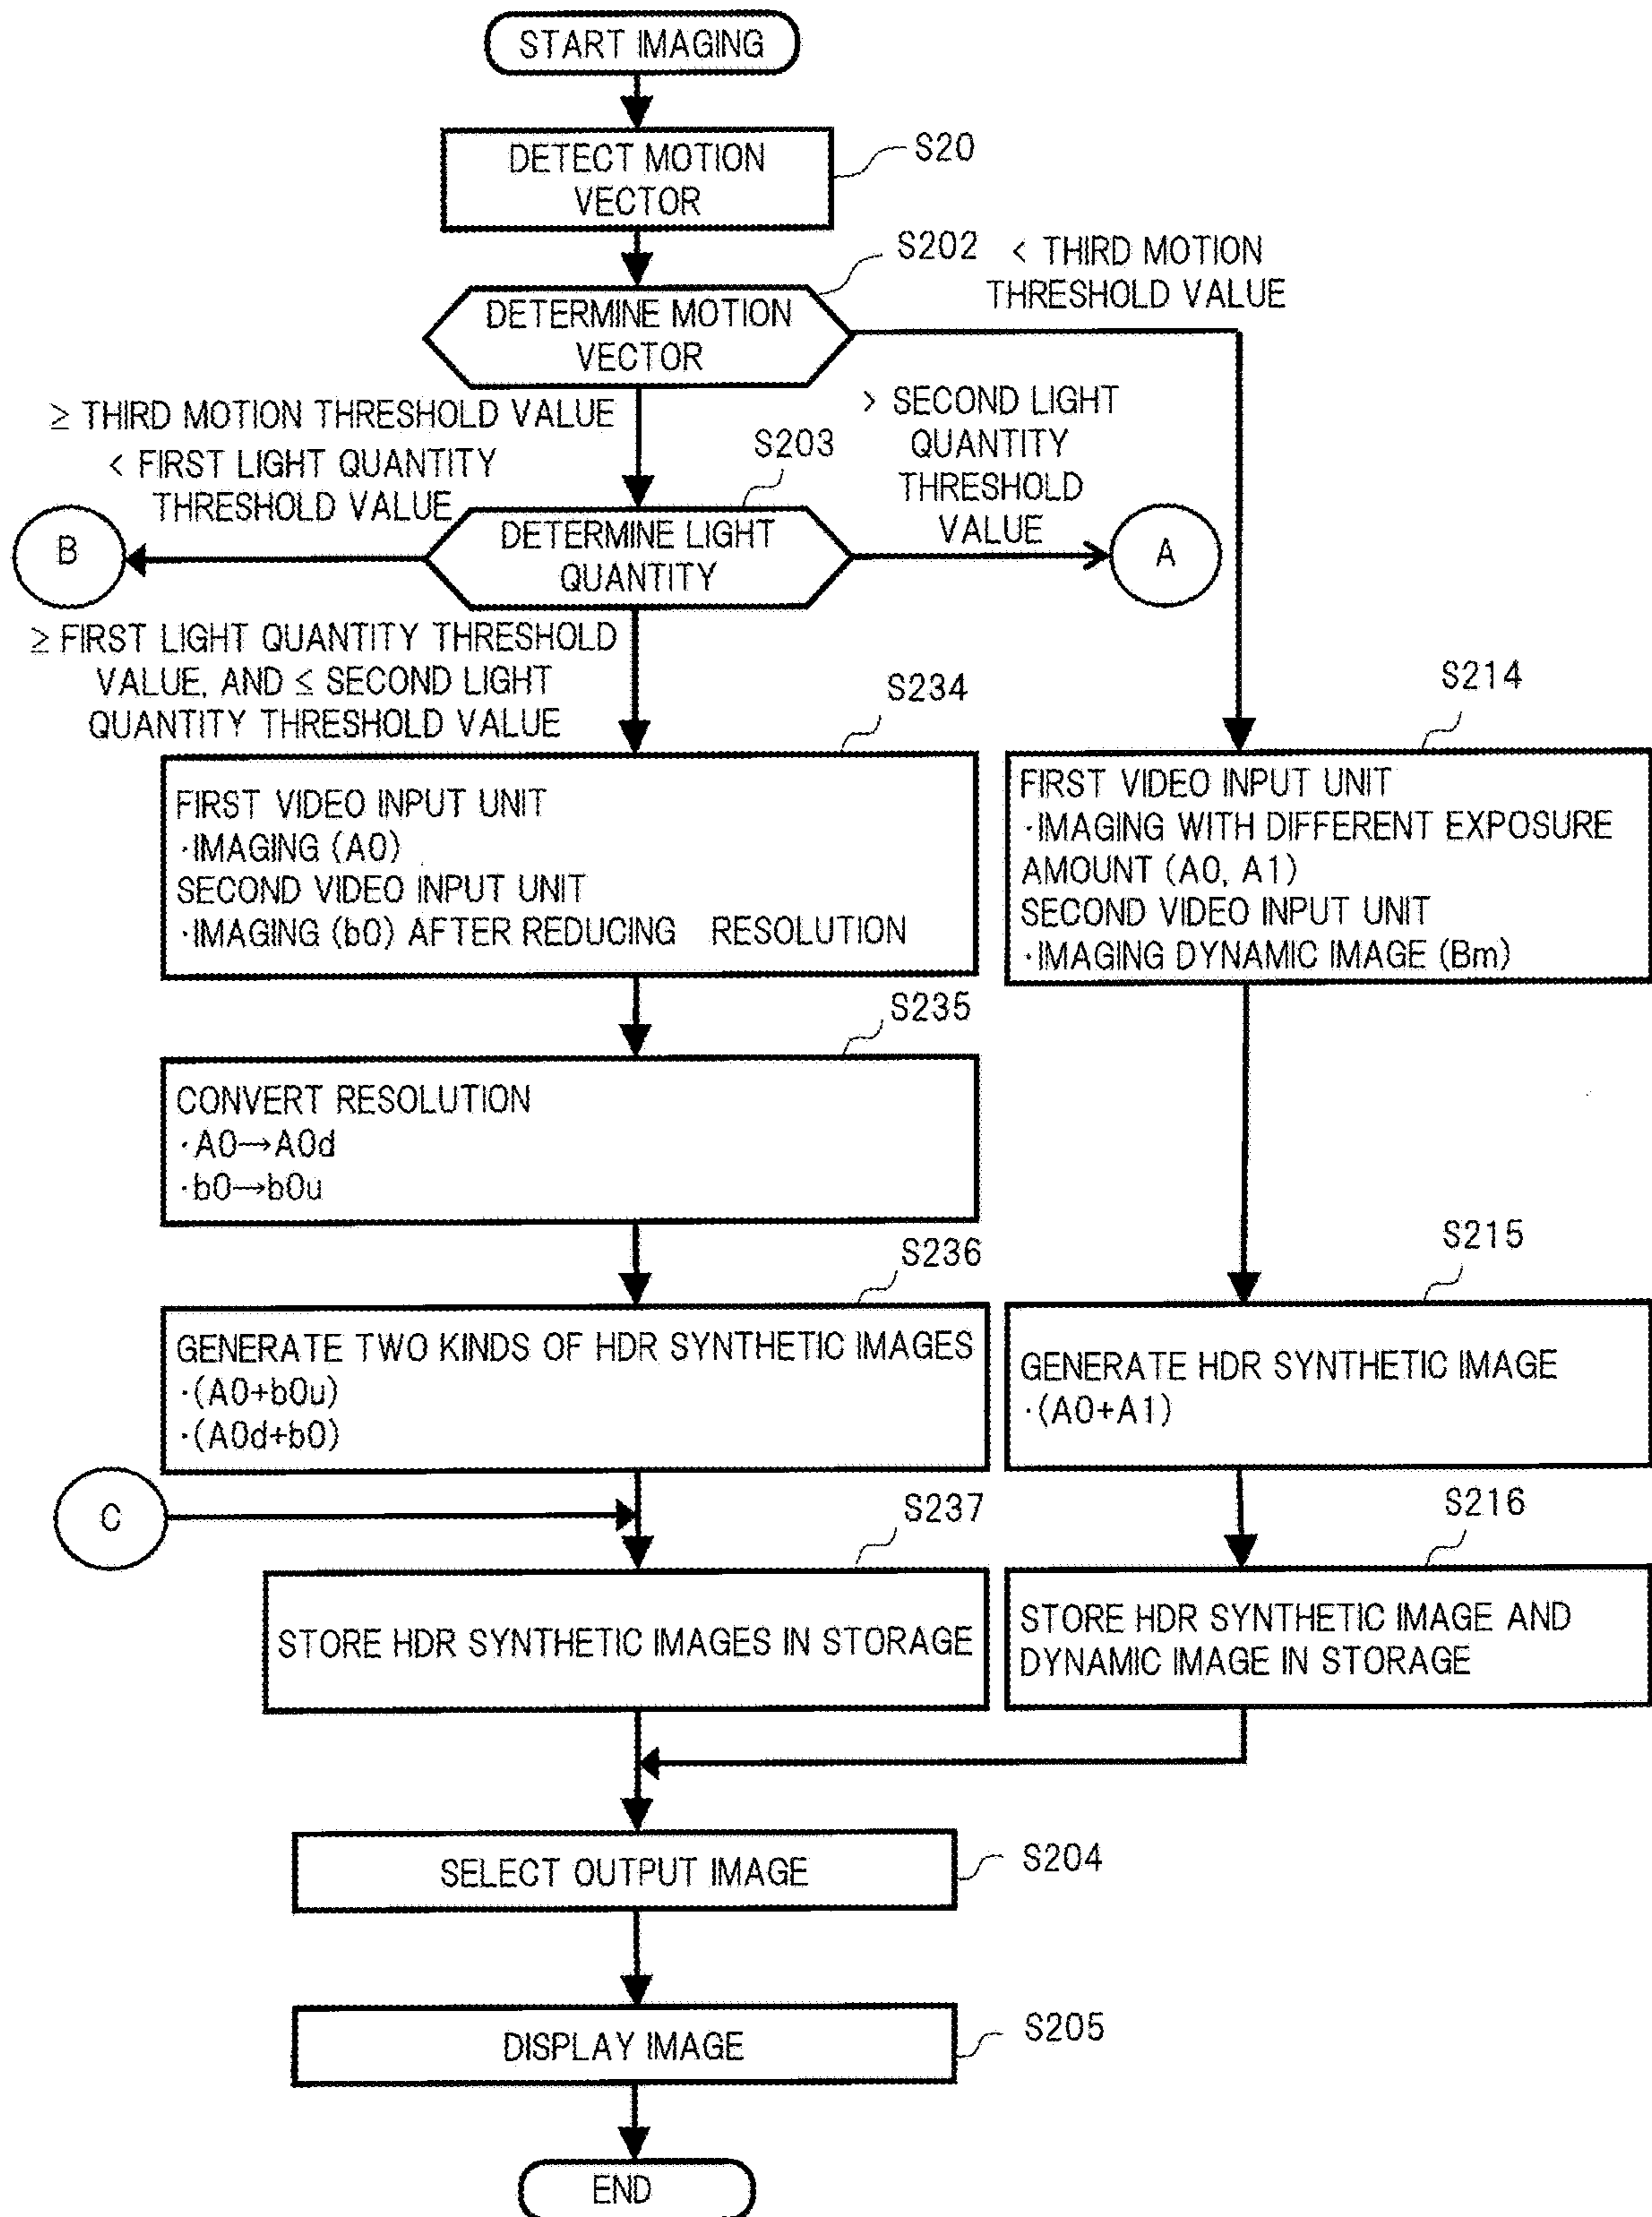 START IMAGING
DETECT MOTION
VECTOR
S20
S202
< THIRD MOTION
THRESHOLD VALUE
DETERMINE MOTION
VECTOR
≥ THIRD MOTION THRESHOLD VALUE
< FIRST LIGHT QUANTITY
THRESHOLD VALUE
S203
> SECOND LIGHT
QUANTITY
THRESHOLD
VALUE
B
DETERMINE LIGHT
QUANTITY
A
≥ FIRST LIGHT QUANTITY THRESHOLD
VALUE, AND ≤ SECOND LIGHT
QUANTITY THRESHOLD VALUE
S234
FIRST VIDEO INPUT UNIT
·IMAGING (A0)
SECOND VIDEO INPUT UNIT
·IMAGING (b0) AFTER REDUCING RESOLUTION
S214
FIRST VIDEO INPUT UNIT
·IMAGING WITH DIFFERENT EXPOSURE
AMOUNT (A0, A1)
SECOND VIDEO INPUT UNIT
·IMAGING DYNAMIC IMAGE (Bm)
S235
CONVERT RESOLUTION
·A0→A0d
·b0→b0u
S236
GENERATE TWO KINDS OF HDR SYNTHETIC IMAGES
·(A0+b0u)
·(A0d+b0)
S215
GENERATE HDR SYNTHETIC IMAGE
·(A0+A1)
C
S237
STORE HDR SYNTHETIC IMAGES IN STORAGE
S216
STORE HDR SYNTHETIC IMAGE AND
DYNAMIC IMAGE IN STORAGE
SELECT OUTPUT IMAGE
S204
DISPLAY IMAGE
S205
END